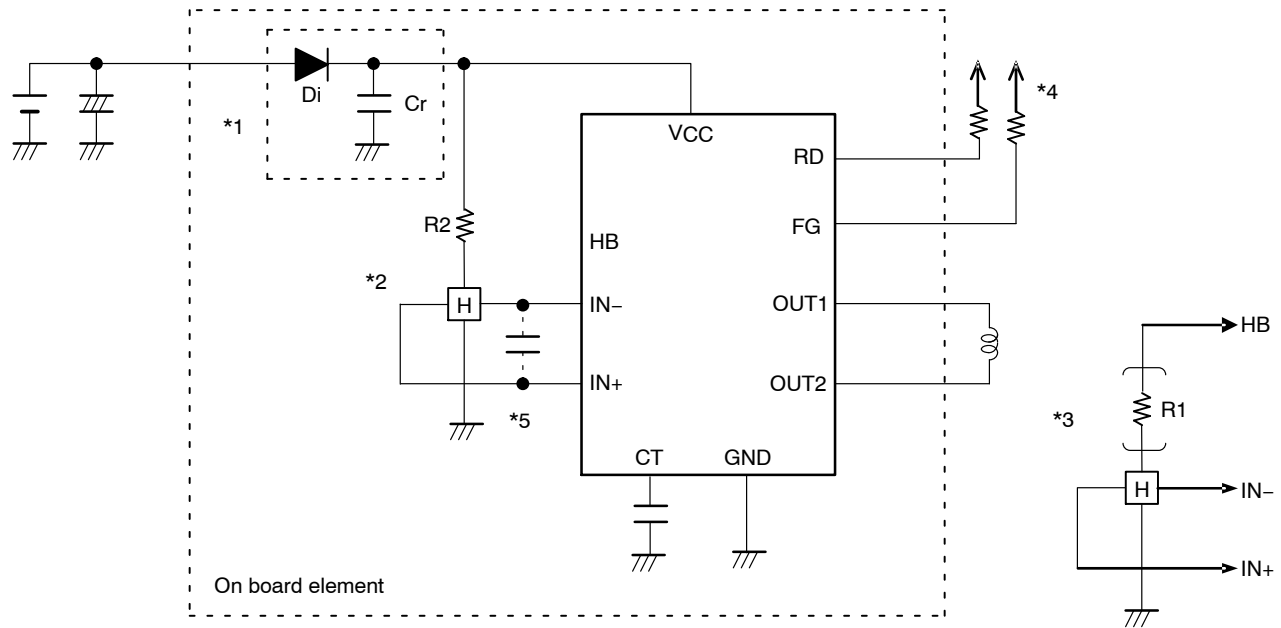 Di
Cr
*1
VCC
*4
RD
R2
FG
HB
*2
H
IN−
OUT1
HB
IN+
OUT2
*5
*3
R1
CT
GND
H
IN−
IN+
On board element